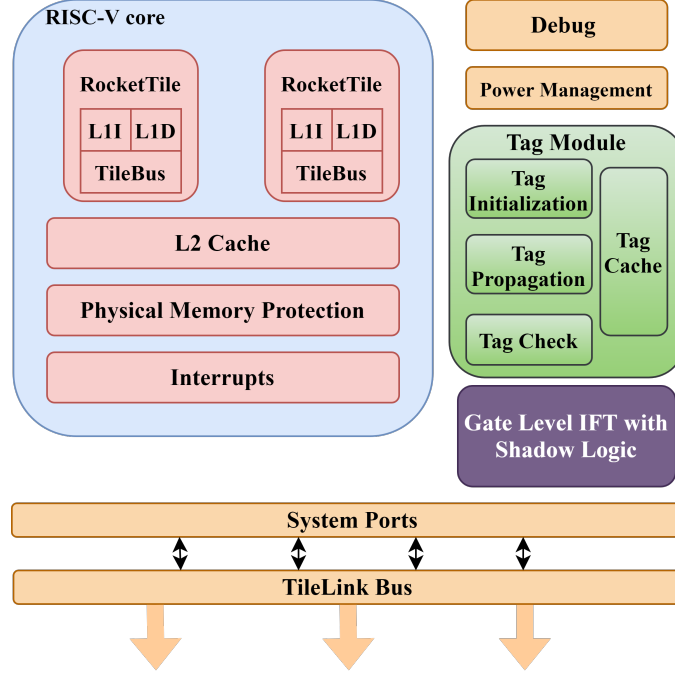 RISC-V core
RocketTile
L1I L1D
TileBus
RocketTile
L1I L1D
TileBus
L2 Cache
Physical Memory Protection
Interrupts
Debug
Power Management
Tag Module
Tag
Initialization
Tag
Propagation
Tag Check
Tag
Cache
Gate Level IFT with
Shadow Logic
System Ports
TileLink Bus